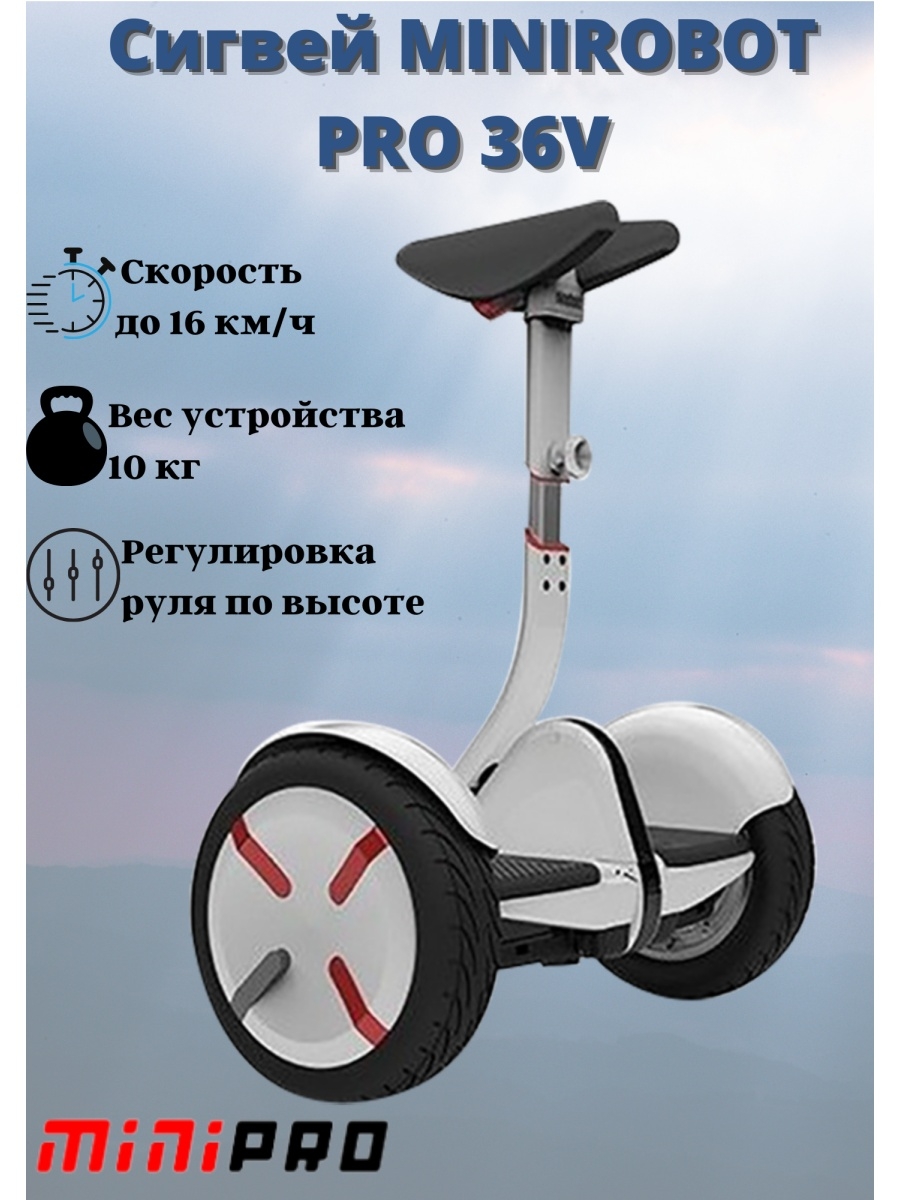 Сигвей MINIROBOT
PRO 36V
Скорость
до 16 км/ч
Вес устройства
10 кг
Регулировка
руля по высоте
MiNiPRO